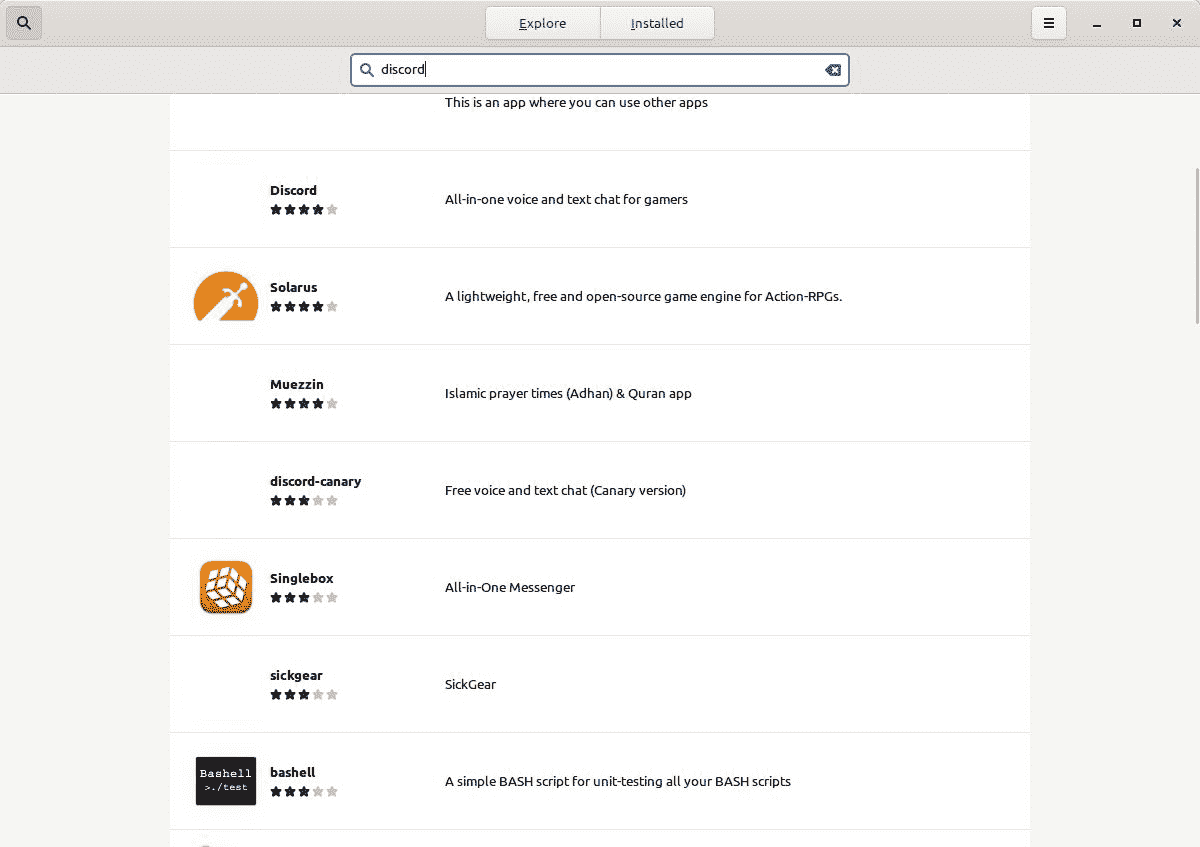 Explore
Installed
discord
This is an app where you can use other apps
Discord
All-in-one voice and text chat for gamers
Solarus
A lightweight, free and open-source game engine for Action-RPGs.
Muezzin
Islamic prayer times (Adhan) & Quran app
discord-canary
Free voice and text chat (Canary version)
Singlebox
All-in-One Messenger
sickgear
SickGear
Bashell
>./test
bashell
A simple BASH script for unit-testing all your BASH scripts